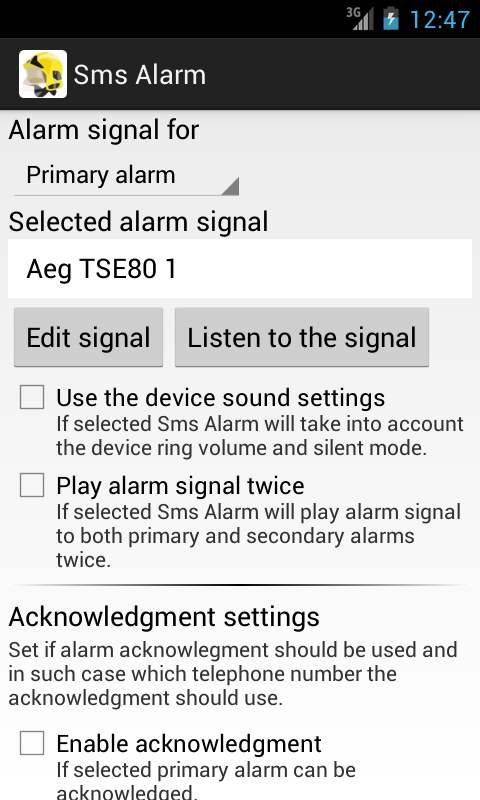 3G
12:47
Sms Alarm
Alarm signal for
Primary alarm
Selected alarm signal
Aeg TSE80 1
Edit signal
Listen to the signal
Use the device sound settings
If selected Sms Alarm will take into account
the device ring volume and silent mode.
Play alarm signal twice
If selected Sms Alarm will play alarm signal
to both primary and secondary alarms
twice.
Acknowledgment settings
Set if alarm acknowlegment should be used and
in such case which telephone number the
acknowledgment should use.
Enable acknowledgment
If selected primary alarm can be
acknowledged.